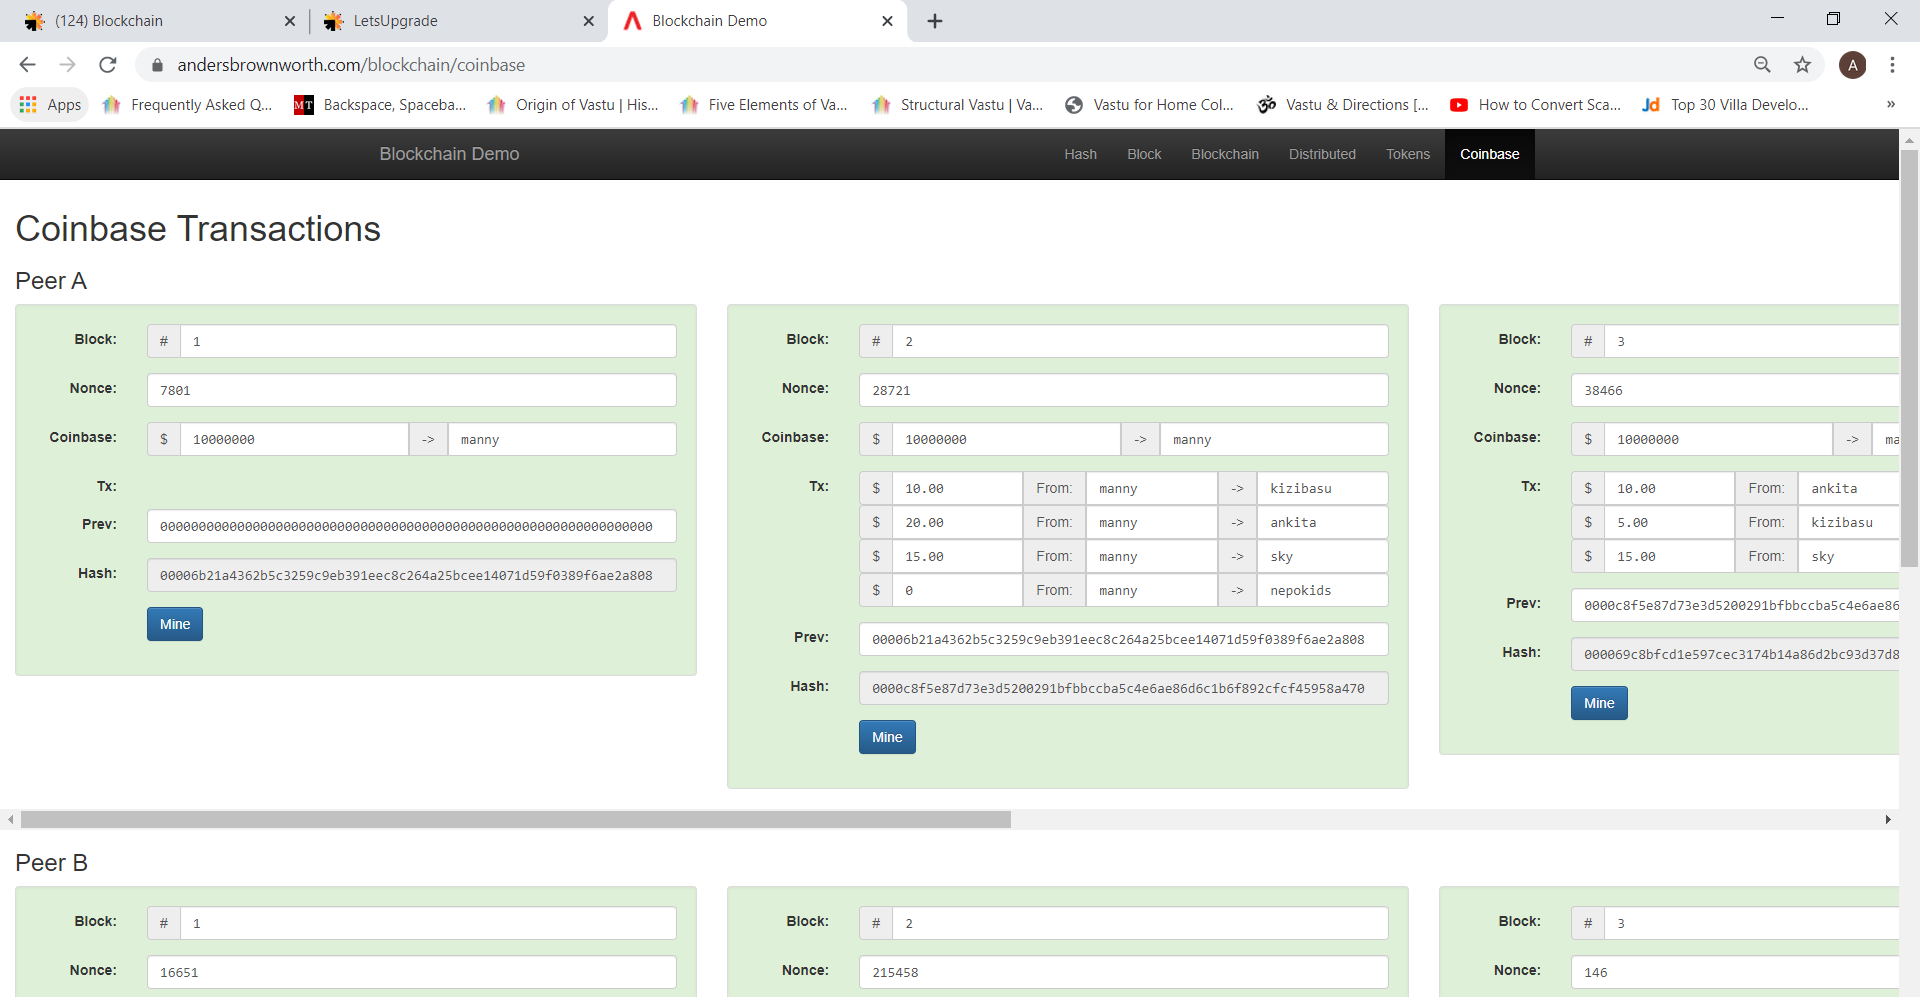 (124) Blockchain
LetsUpgrade
Blockchain Demo
andersbrownworth.com/blockchain/coinbase
A
Apps
Frequently Asked Q...
MT
Backspace, Spaceba...
Origin of Vastu | His...
Five Elements of Va...
Structural Vastu | Va...
Vastu for Home Col...
Vastu & Directions [...
How to Convert Sca...
Jd
Top 30 Villa Develo...
»
Blockchain Demo
Hash
Block
Blockchain
Distributed
Tokens
Coinbase
Coinbase Transactions
Peer A
Block: # 1
Nonce: 7801
Coinbase: $ 10000000 -> manny
Tx:
Prev: 0000000000000000000000000000000000000000000000000000000000000000
Hash: 00006b21a4362b5c3259c9eb391eec8c264a25bcee14071d59f0389f6ae2a808
Mine
Block: # 2
Nonce: 28721
Coinbase: $ 10000000 -> manny
Tx: $ 10.00 From: manny -> kizibasu
$ 20.00 From: manny -> ankita
$ 15.00 From: manny -> sky
$ 0 From: manny -> nepokids
Prev: 00006b21a4362b5c3259c9eb391eec8c264a25bcee14071d59f0389f6ae2a808
Hash: 0000c8f5e87d73e3d5200291bfbbccba5c4e6ae86d6c1b6f892cfcf45958a470
Mine
Block: # 3
Nonce: 38466
Coinbase: $ 10000000 -> ma
Tx: $ 10.00 From: ankita
$ 5.00 From: kizibasu
$ 15.00 From: sky
Prev: 0000c8f5e87d73e3d5200291bfbbccba5c4e6ae86
Hash: 000069c8bfcd1e597cec3174b14a86d2bc93d37d8
Mine
Peer B
Block: # 1
Nonce: 16651
Block: # 2
Nonce: 215458
Block: # 3
Nonce: 146